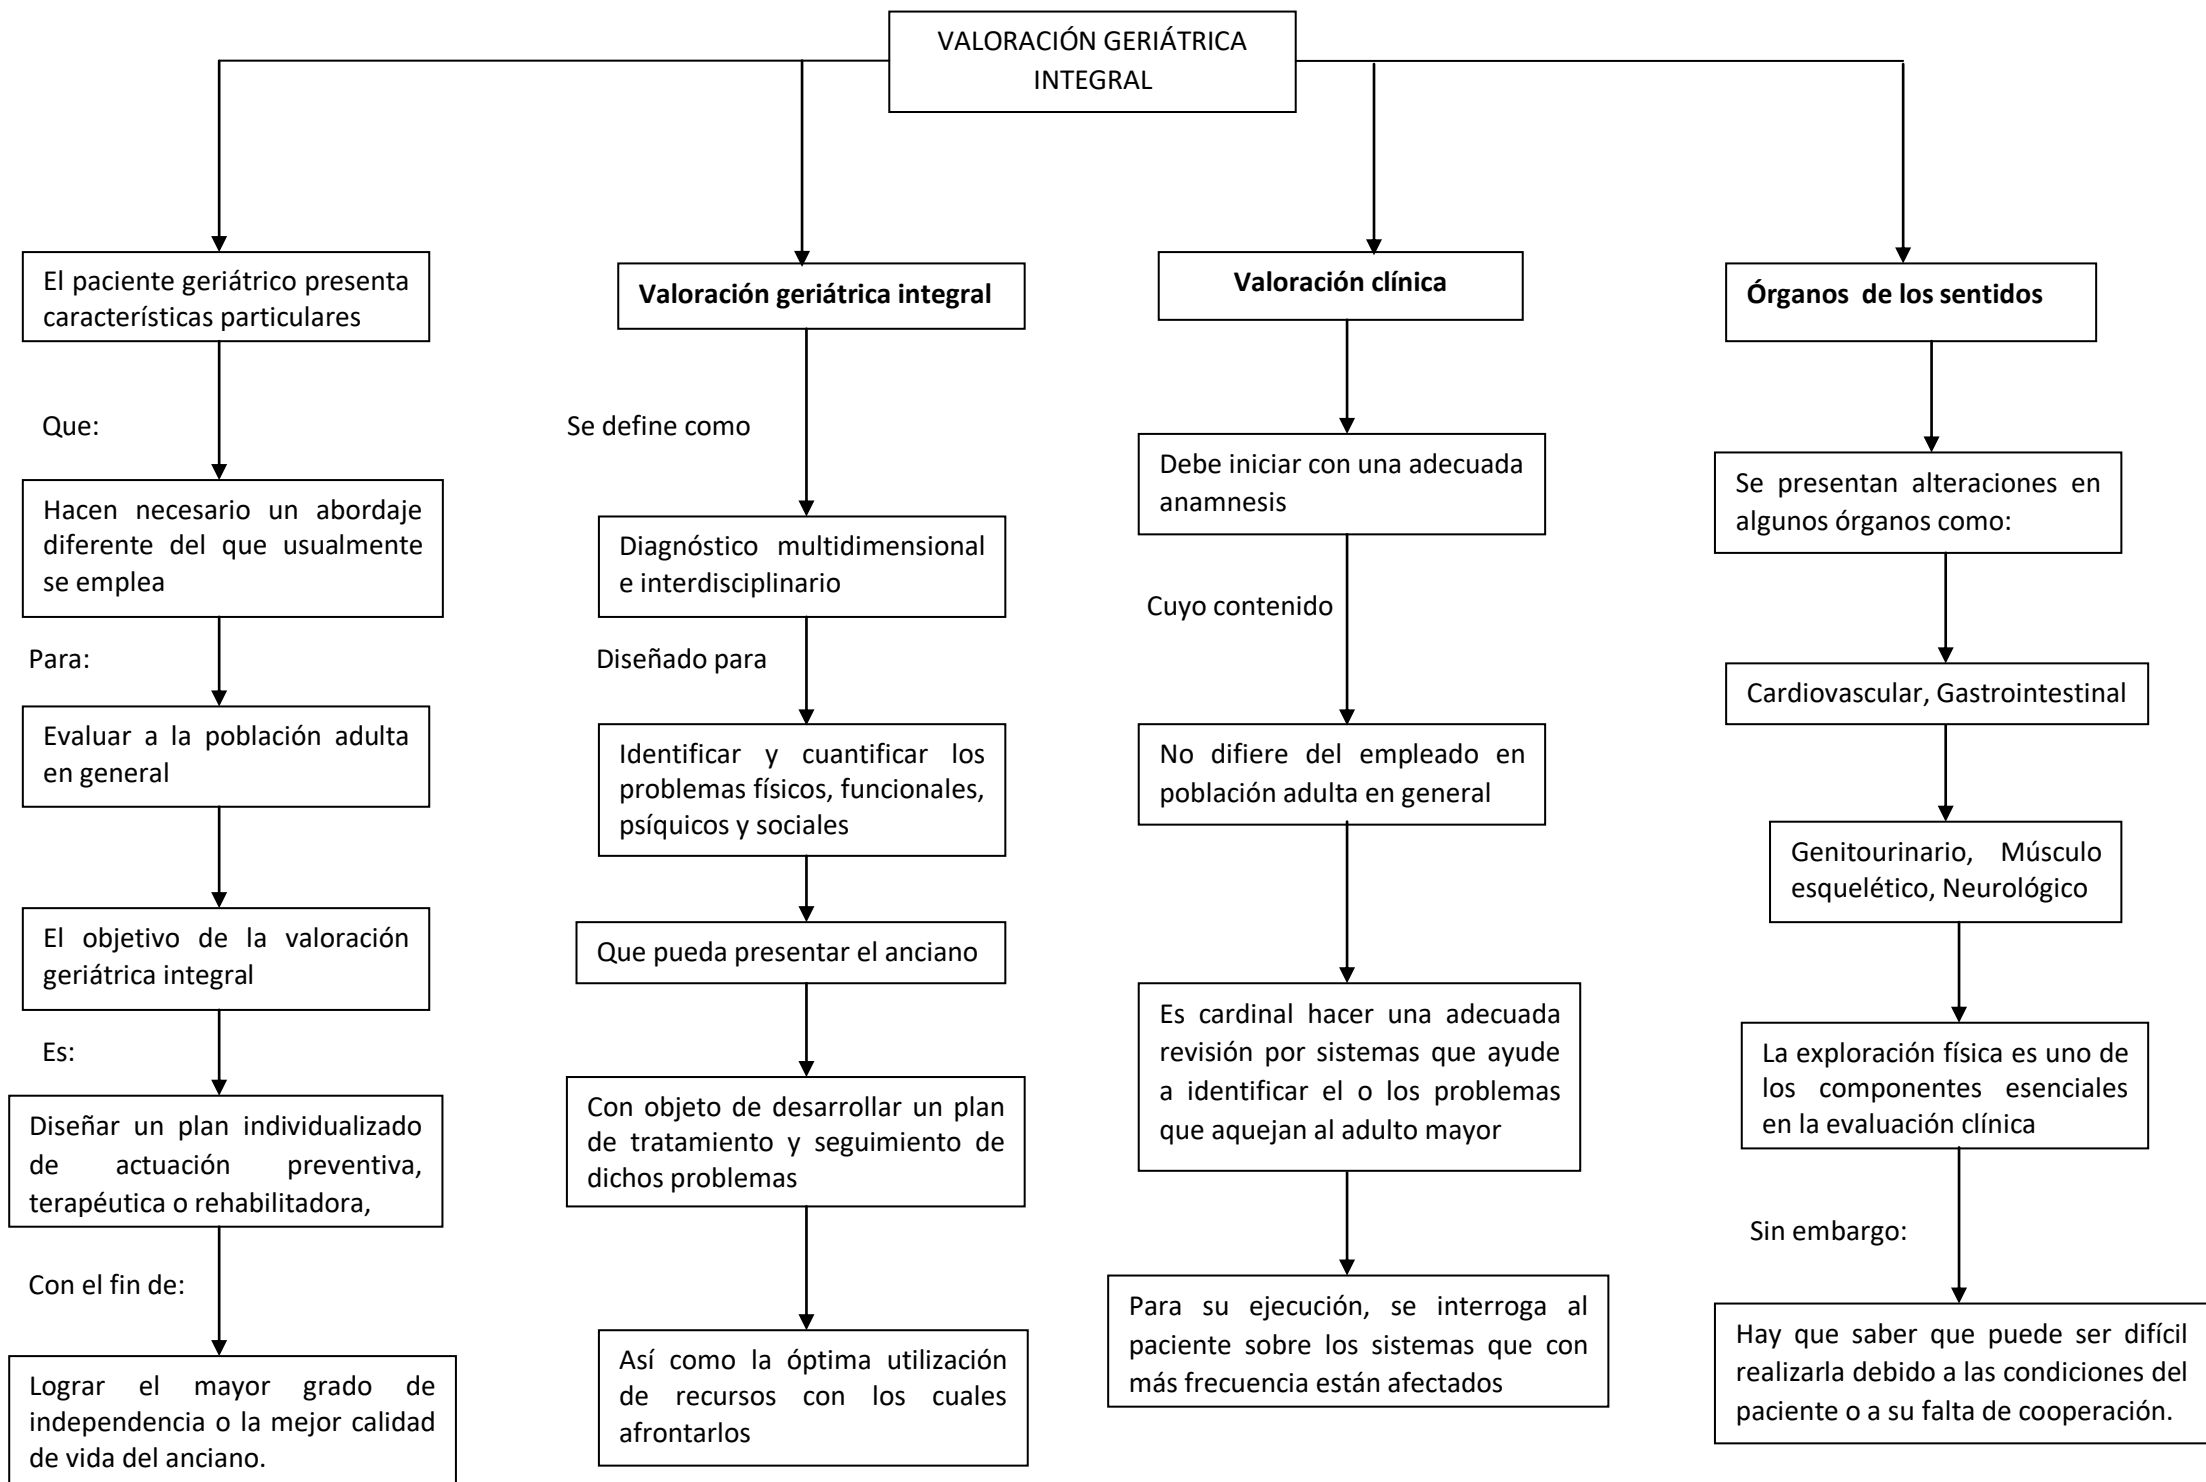 VALORACIÓN GERIÁTRICA
INTEGRAL
El paciente geriátrico presenta
características particulares
Que:
Hacen necesario un abordaje
diferente del que usualmente
se emplea
Para:
Evaluar a la población adulta
en general
El objetivo de la valoración
geriátrica integral
Es:
Diseñar un plan individualizado
de actuación preventiva,
terapéutica o rehabilitadora,
Con el fin de:
Lograr el mayor grado de
independencia o la mejor calidad
de vida del anciano.
Valoración geriátrica integral
Se define como
Diagnóstico multidimensional
e interdisciplinario
Diseñado para
Identificar y cuantificar los
problemas físicos, funcionales,
psíquicos y sociales
Que pueda presentar el anciano
Con objeto de desarrollar un plan
de tratamiento y seguimiento de
dichos problemas
Así como la óptima utilización
de recursos con los cuales
afrontarlos
Valoración clínica
Debe iniciar con una adecuada
anamnesis
Cuyo contenido
No difiere del empleado en
población adulta en general
Es cardinal hacer una adecuada
revisión por sistemas que ayude
a identificar el o los problemas
que aquejan al adulto mayor
Para su ejecución, se interroga al
paciente sobre los sistemas que con
más frecuencia están afectados
Órganos de los sentidos
Se presentan alteraciones en
algunos órganos como:
Cardiovascular, Gastrointestinal
Genitourinario, Músculo
esquelético, Neurológico
La exploración física es uno de
los componentes esenciales
en la evaluación clínica
Sin embargo:
Hay que saber que puede ser difícil
realizarla debido a las condiciones del
paciente o a su falta de cooperación.